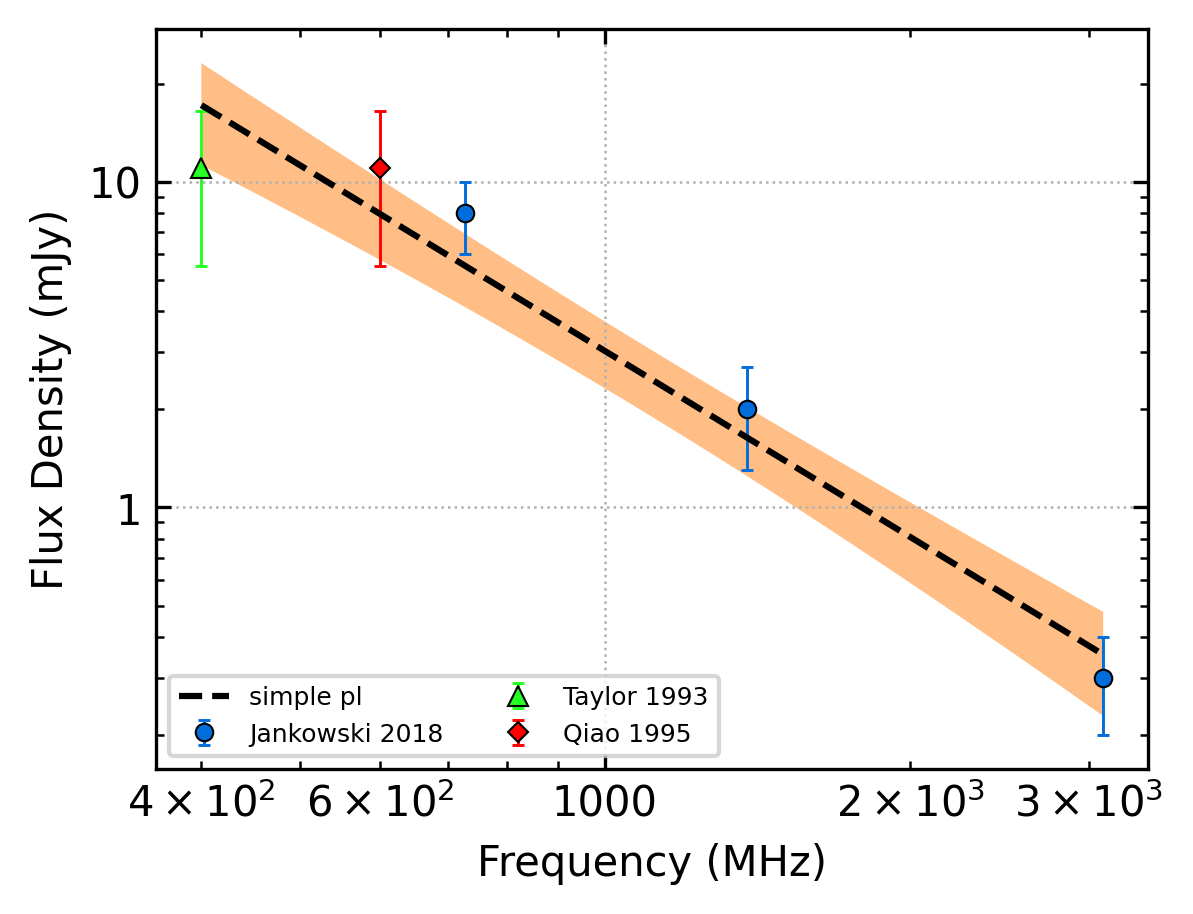 Flux Density (mJy)
10
1
simple pl
Jankowski 2018
Taylor 1993
Qiao 1995
4 × 10² 6 × 10² 1000 2 × 10³ 3 × 10³
Frequency (MHz)